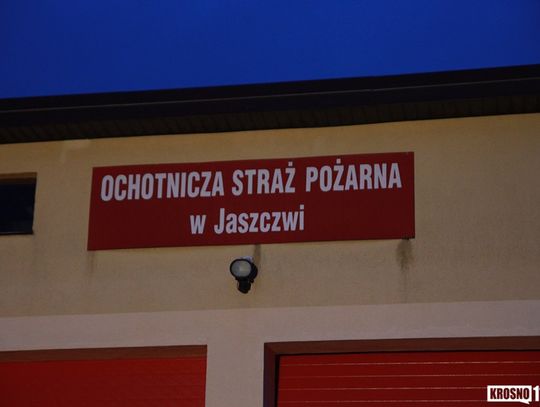 OCHOTNICZA STRAŻ POŻARNA
w Jaszczwi
KROSNO1